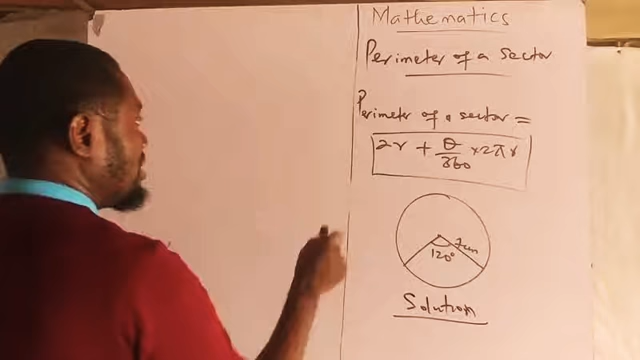 Mathematics
Perimeter of a Sector
Perimeter of a sector =
2r + θ/360 × 2πr
7cm
120°
Solution